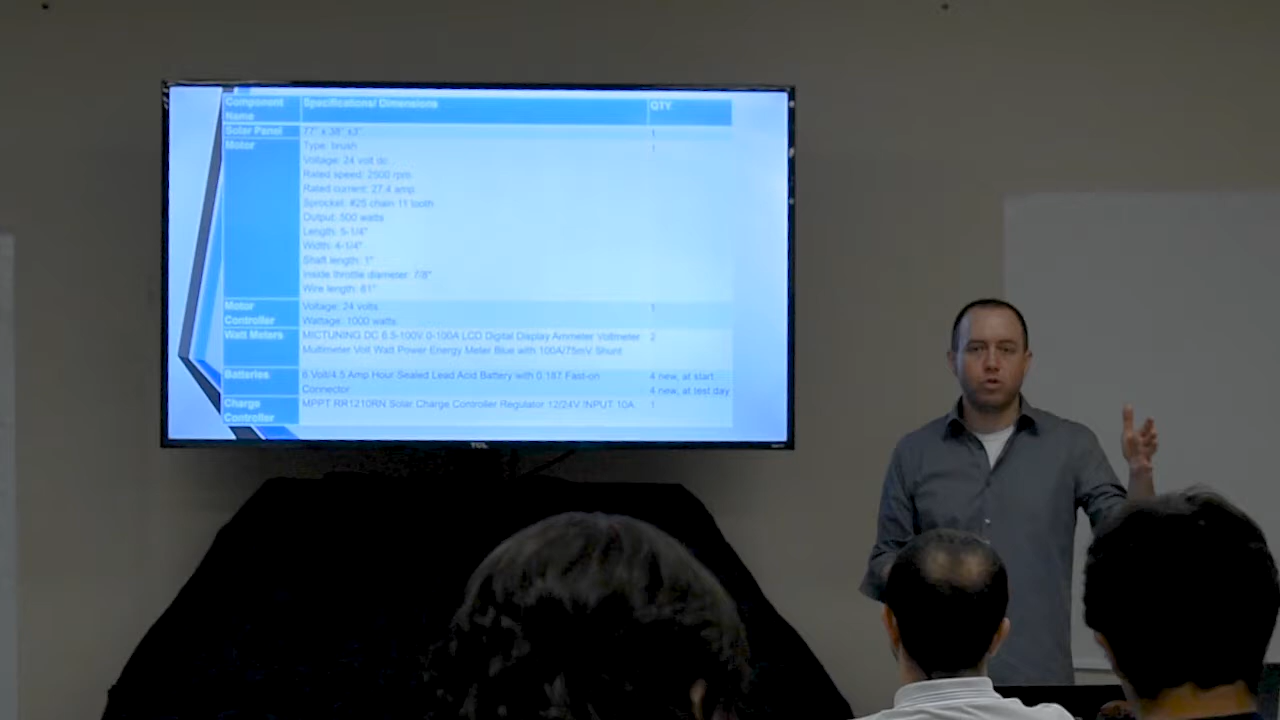 Component Specifications/ Dimensions QTY
Name
Solar Panel 77" x 38" x3" 1
Motor Type: brush 1
Voltage: 24 volt dc
Rated speed: 2500 rpm
Rated current: 27.4 amp
Sprocket: #25 chain 11 tooth
Output: 500 watts
Length: 5-1/4"
Width: 4-1/4"
Shaft length: 1"
Inside throttle diameter: 7/8"
Wire length: 61"
Motor Voltage: 24 volts 1
Controller Wattage: 1000 watts
Watt Meters MICTUNING DC 6.5-100V 0-100A LCD Digital Display Ammeter Voltmeter 2
Multimeter Volt Watt Power Energy Meter Blue with 100A/75mV Shunt
Batteries 6 Volt/4.5 Amp Hour Sealed Lead Acid Battery with 0.187 Fast-on 4 new, at start
Connector 4 new, at test day
Charge MPPT RR1210RN Solar Charge Controller Regulator 12/24V INPUT 10A 1
Controller
TCL